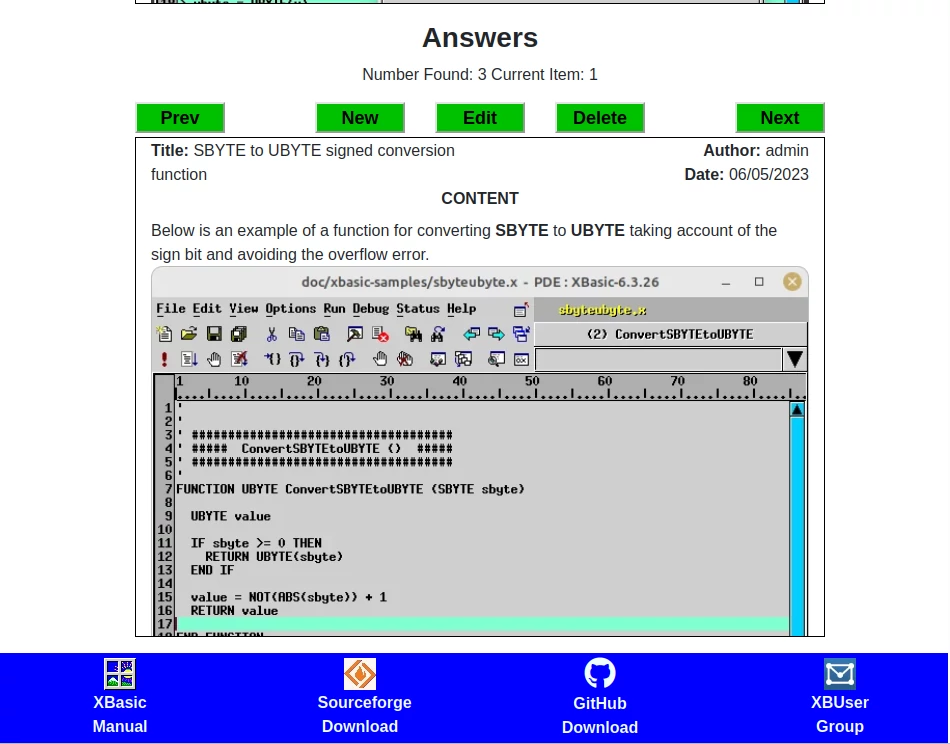 Answers
Number Found: 3 Current Item: 1
Prev New Edit Delete Next
Title: SBYTE to UBYTE signed conversion function
Author: admin
Date: 06/05/2023
CONTENT
Below is an example of a function for converting SBYTE to UBYTE taking account of the
sign bit and avoiding the overflow error.
doc/xbasic-samples/sbyteubyte.x - PDE : XBasic-6.3.26
File Edit View Options Run Debug Status Help
sbyteubyte.x
(2) ConvertSBYTEtoUBYTE
1 10 20 30 40 50 60 70 80
1 '
2 '
3 ' ####################################
4 ' ##### ConvertSBYTEtoUBYTE () #####
5 ' ####################################
6 '
7 FUNCTION UBYTE ConvertSBYTEtoUBYTE (SBYTE sbyte)
8
9 UBYTE value
10
11 IF sbyte >= 0 THEN
12 RETURN UBYTE(sbyte)
13 END IF
14
15 value = NOT(ABS(sbyte)) + 1
16 RETURN value
17
18 END FUNCTION
XBasic
Manual
Sourceforge
Download
GitHub
Download
XBUser
Group